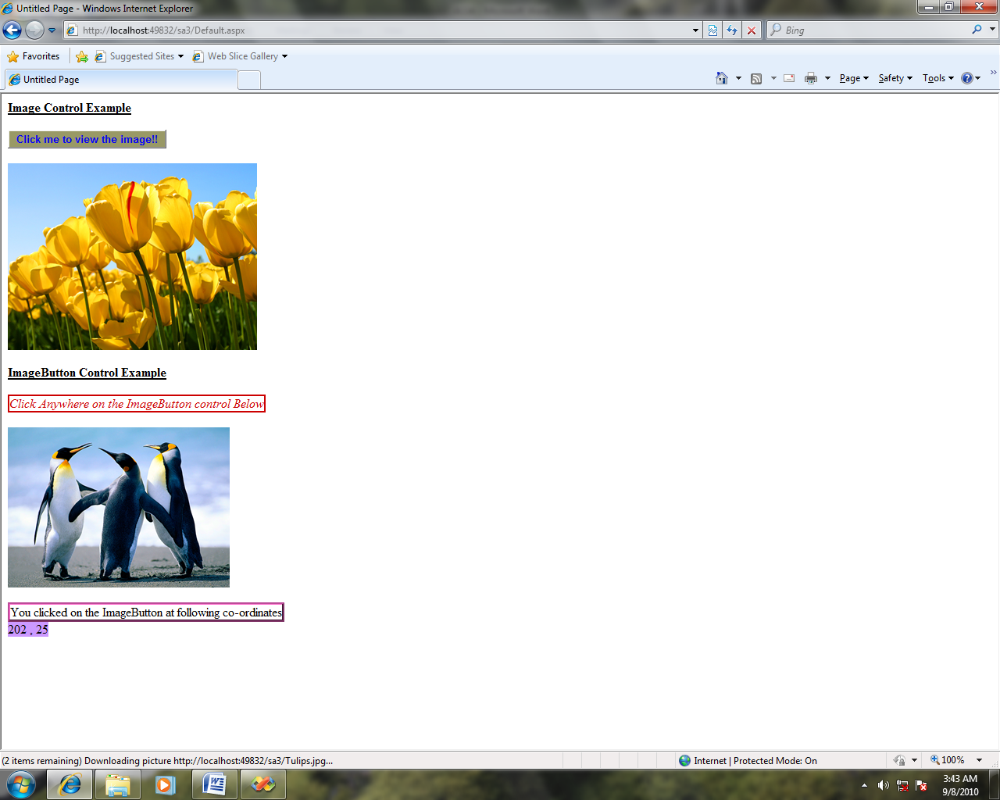 Untitled Page - Windows Internet Explorer
http://localhost:49832/sa3/Default.aspx
Bing
Favorites Suggested Sites Web Slice Gallery
Untitled Page
Page Safety Tools
Image Control Example
Click me to view the image!!
ImageButton Control Example
Click Anywhere on the ImageButton control Below
You clicked on the ImageButton at following co-ordinates
202 , 25
(2 items remaining) Downloading picture http://localhost:49832/sa3/Tulips.jpg... Internet | Protected Mode: On 100%
3:43 AM
9/8/2010